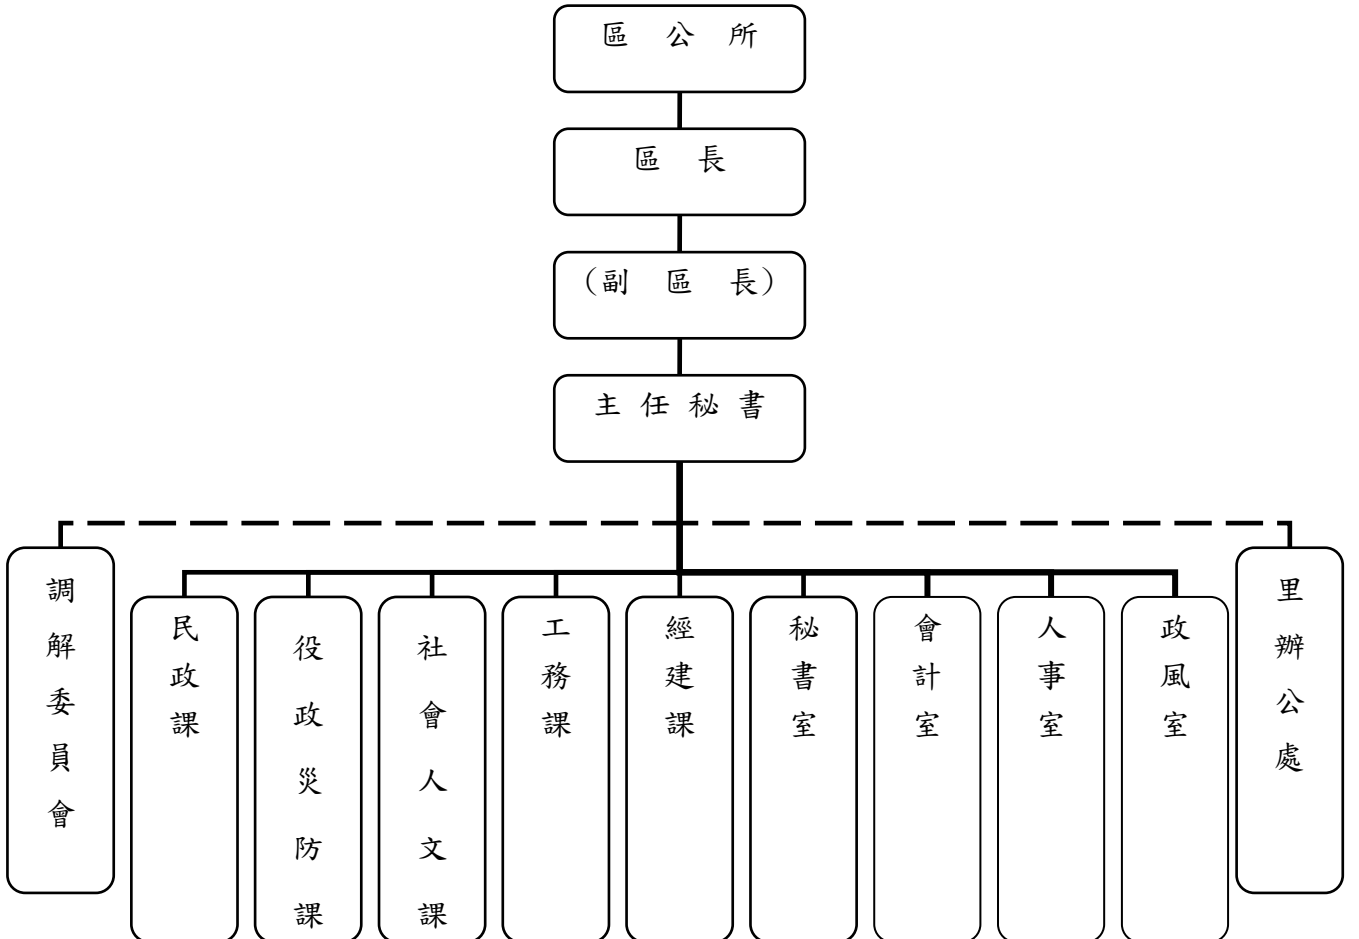 區公所
區長
（副區長）
主任秘書
調解委員會
民政課
役政災防課
社會人文課
工務課
經建課
秘書室
會計室
人事室
政風室
里辦公處